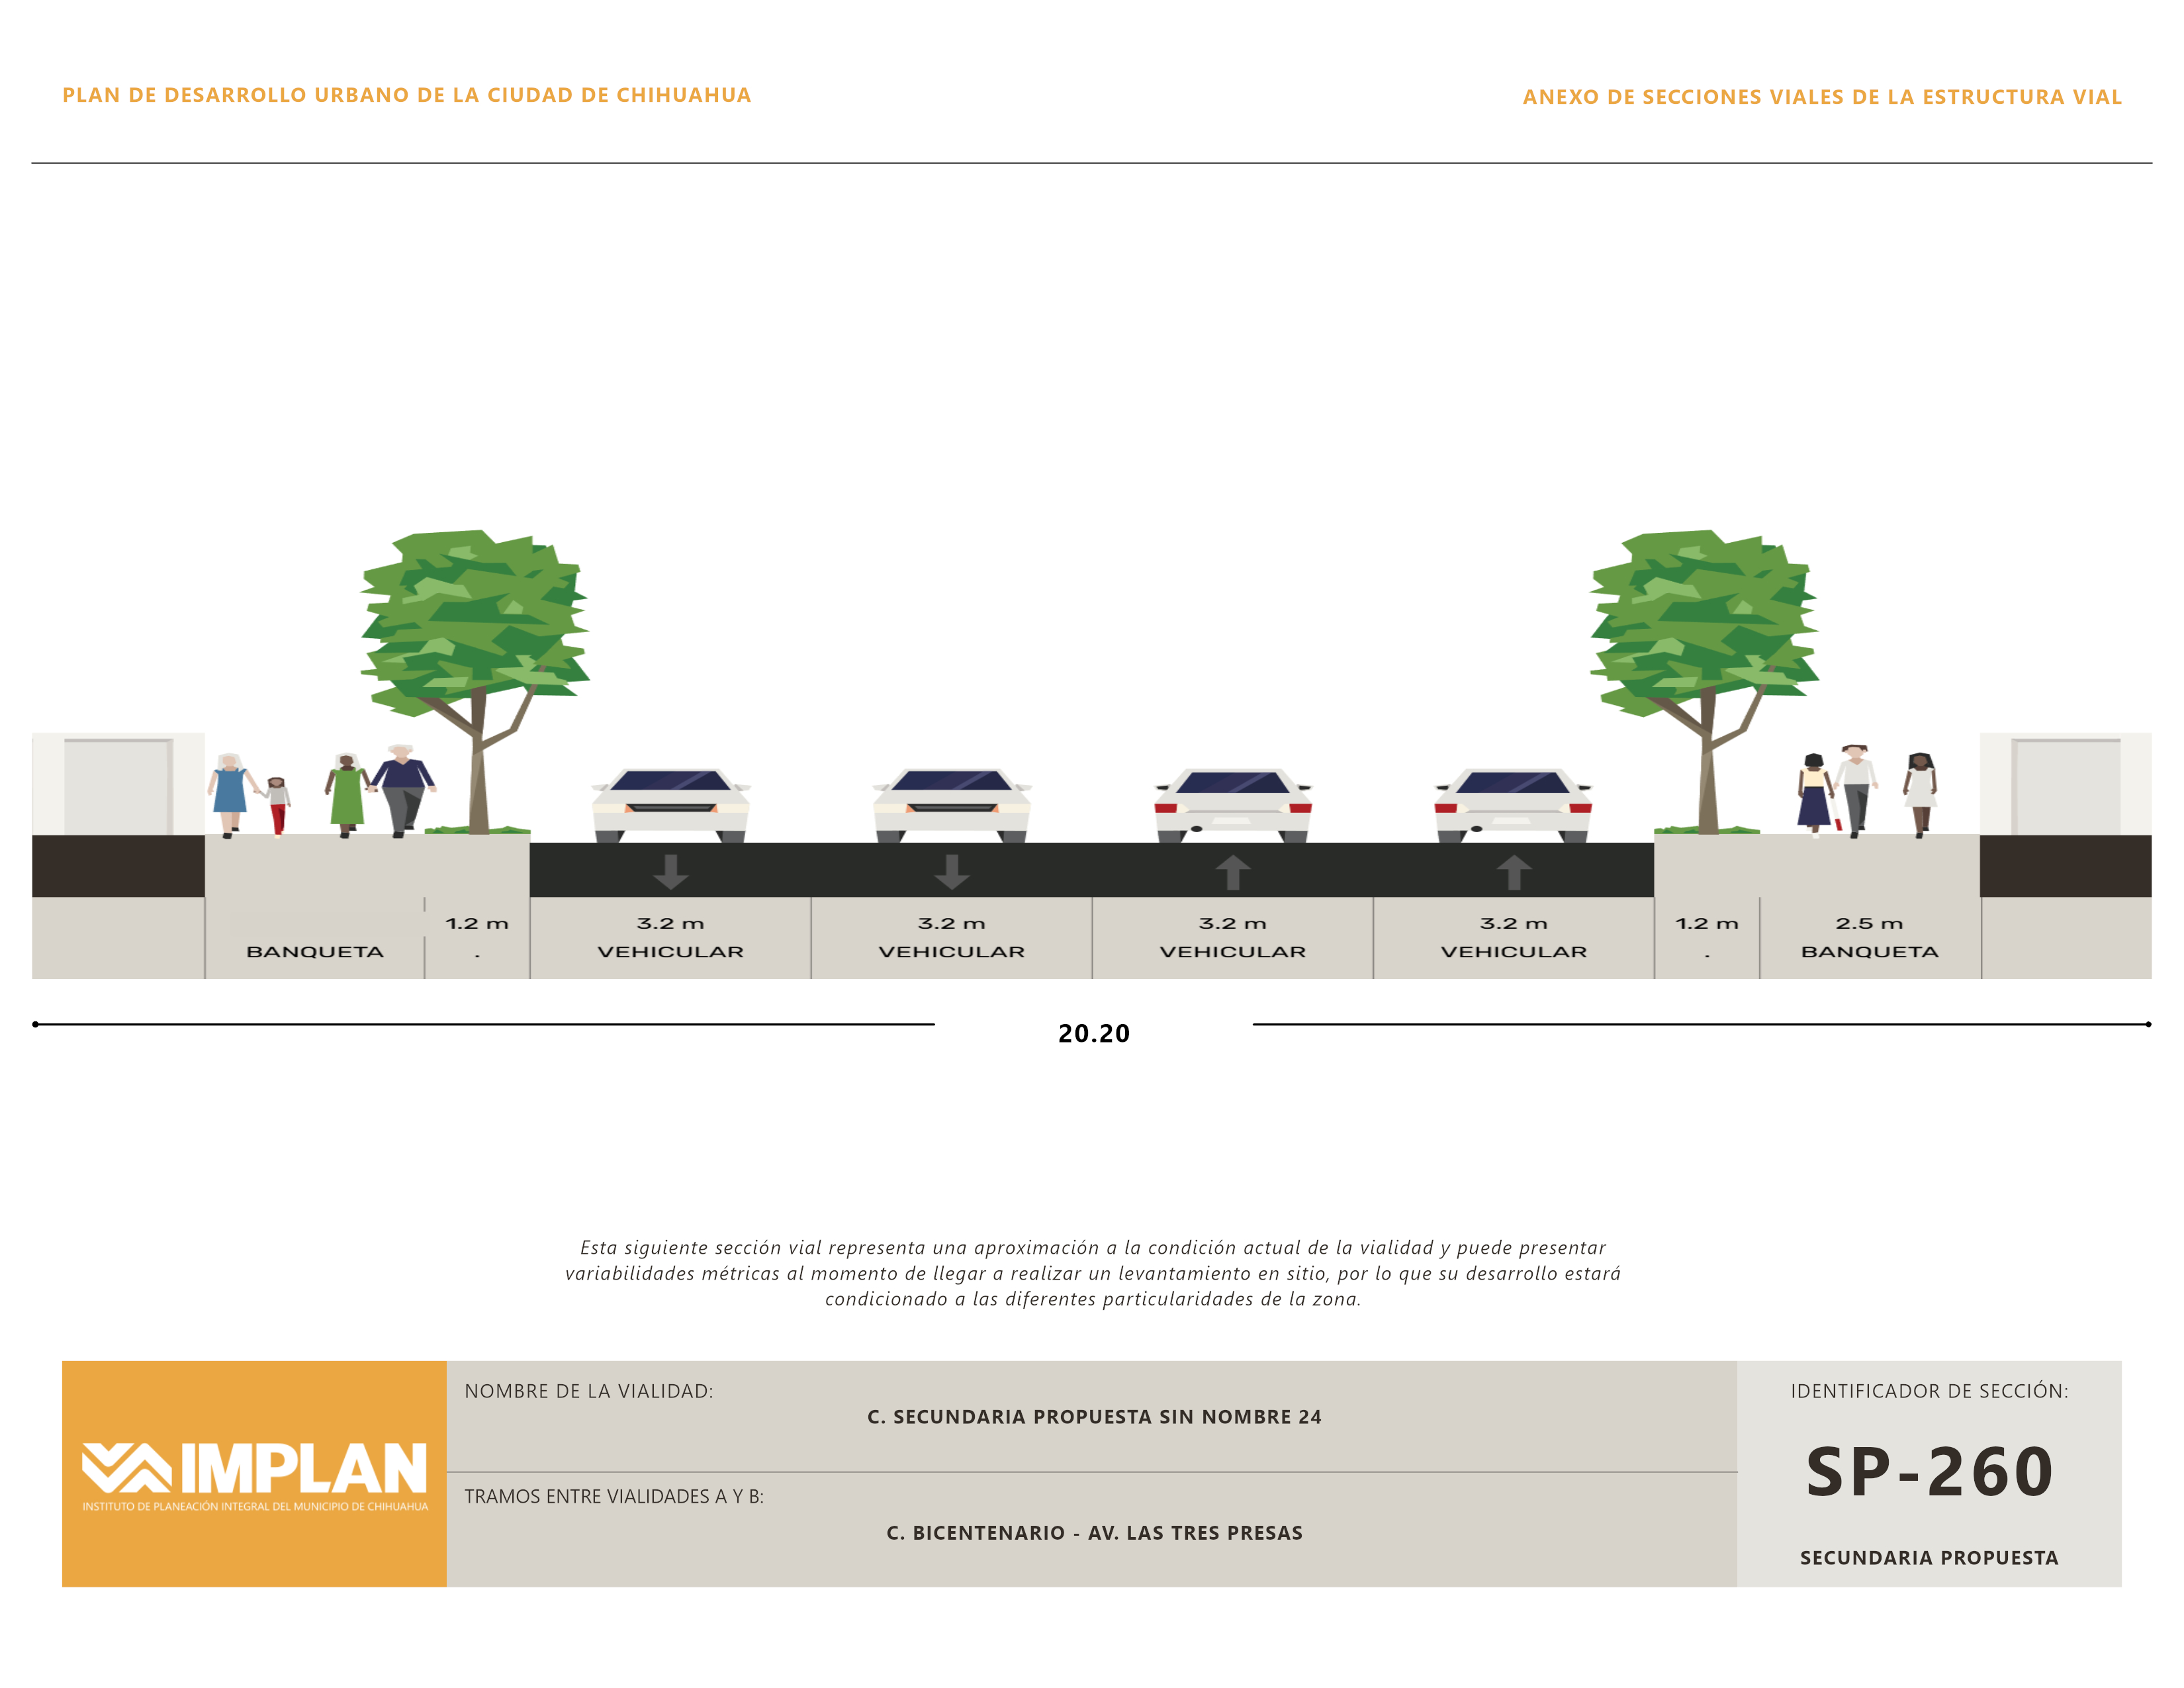 PLAN DE DESARROLLO URBANO DE LA CIUDAD DE CHIHUAHUA
ANEXO DE SECCIONES VIALES DE LA ESTRUCTURA VIAL
1.2 m 3.2 m 3.2 m 3.2 m 3.2 m 1.2 m 2.5 m
BANQUETA . VEHICULAR VEHICULAR VEHICULAR VEHICULAR . BANQUETA
20.20
Esta siguiente sección vial representa una aproximación a la condición actual de la vialidad y puede presentar
variabilidades métricas al momento de llegar a realizar un levantamiento en sitio, por lo que su desarrollo estará
condicionado a las diferentes particularidades de la zona.
IMPLAN
INSTITUTO DE PLANEACIÓN INTEGRAL DEL MUNICIPIO DE CHIHUAHUA
NOMBRE DE LA VIALIDAD:
C. SECUNDARIA PROPUESTA SIN NOMBRE 24
TRAMOS ENTRE VIALIDADES A Y B:
C. BICENTENARIO - AV. LAS TRES PRESAS
IDENTIFICADOR DE SECCIÓN:
SP-260
SECUNDARIA PROPUESTA